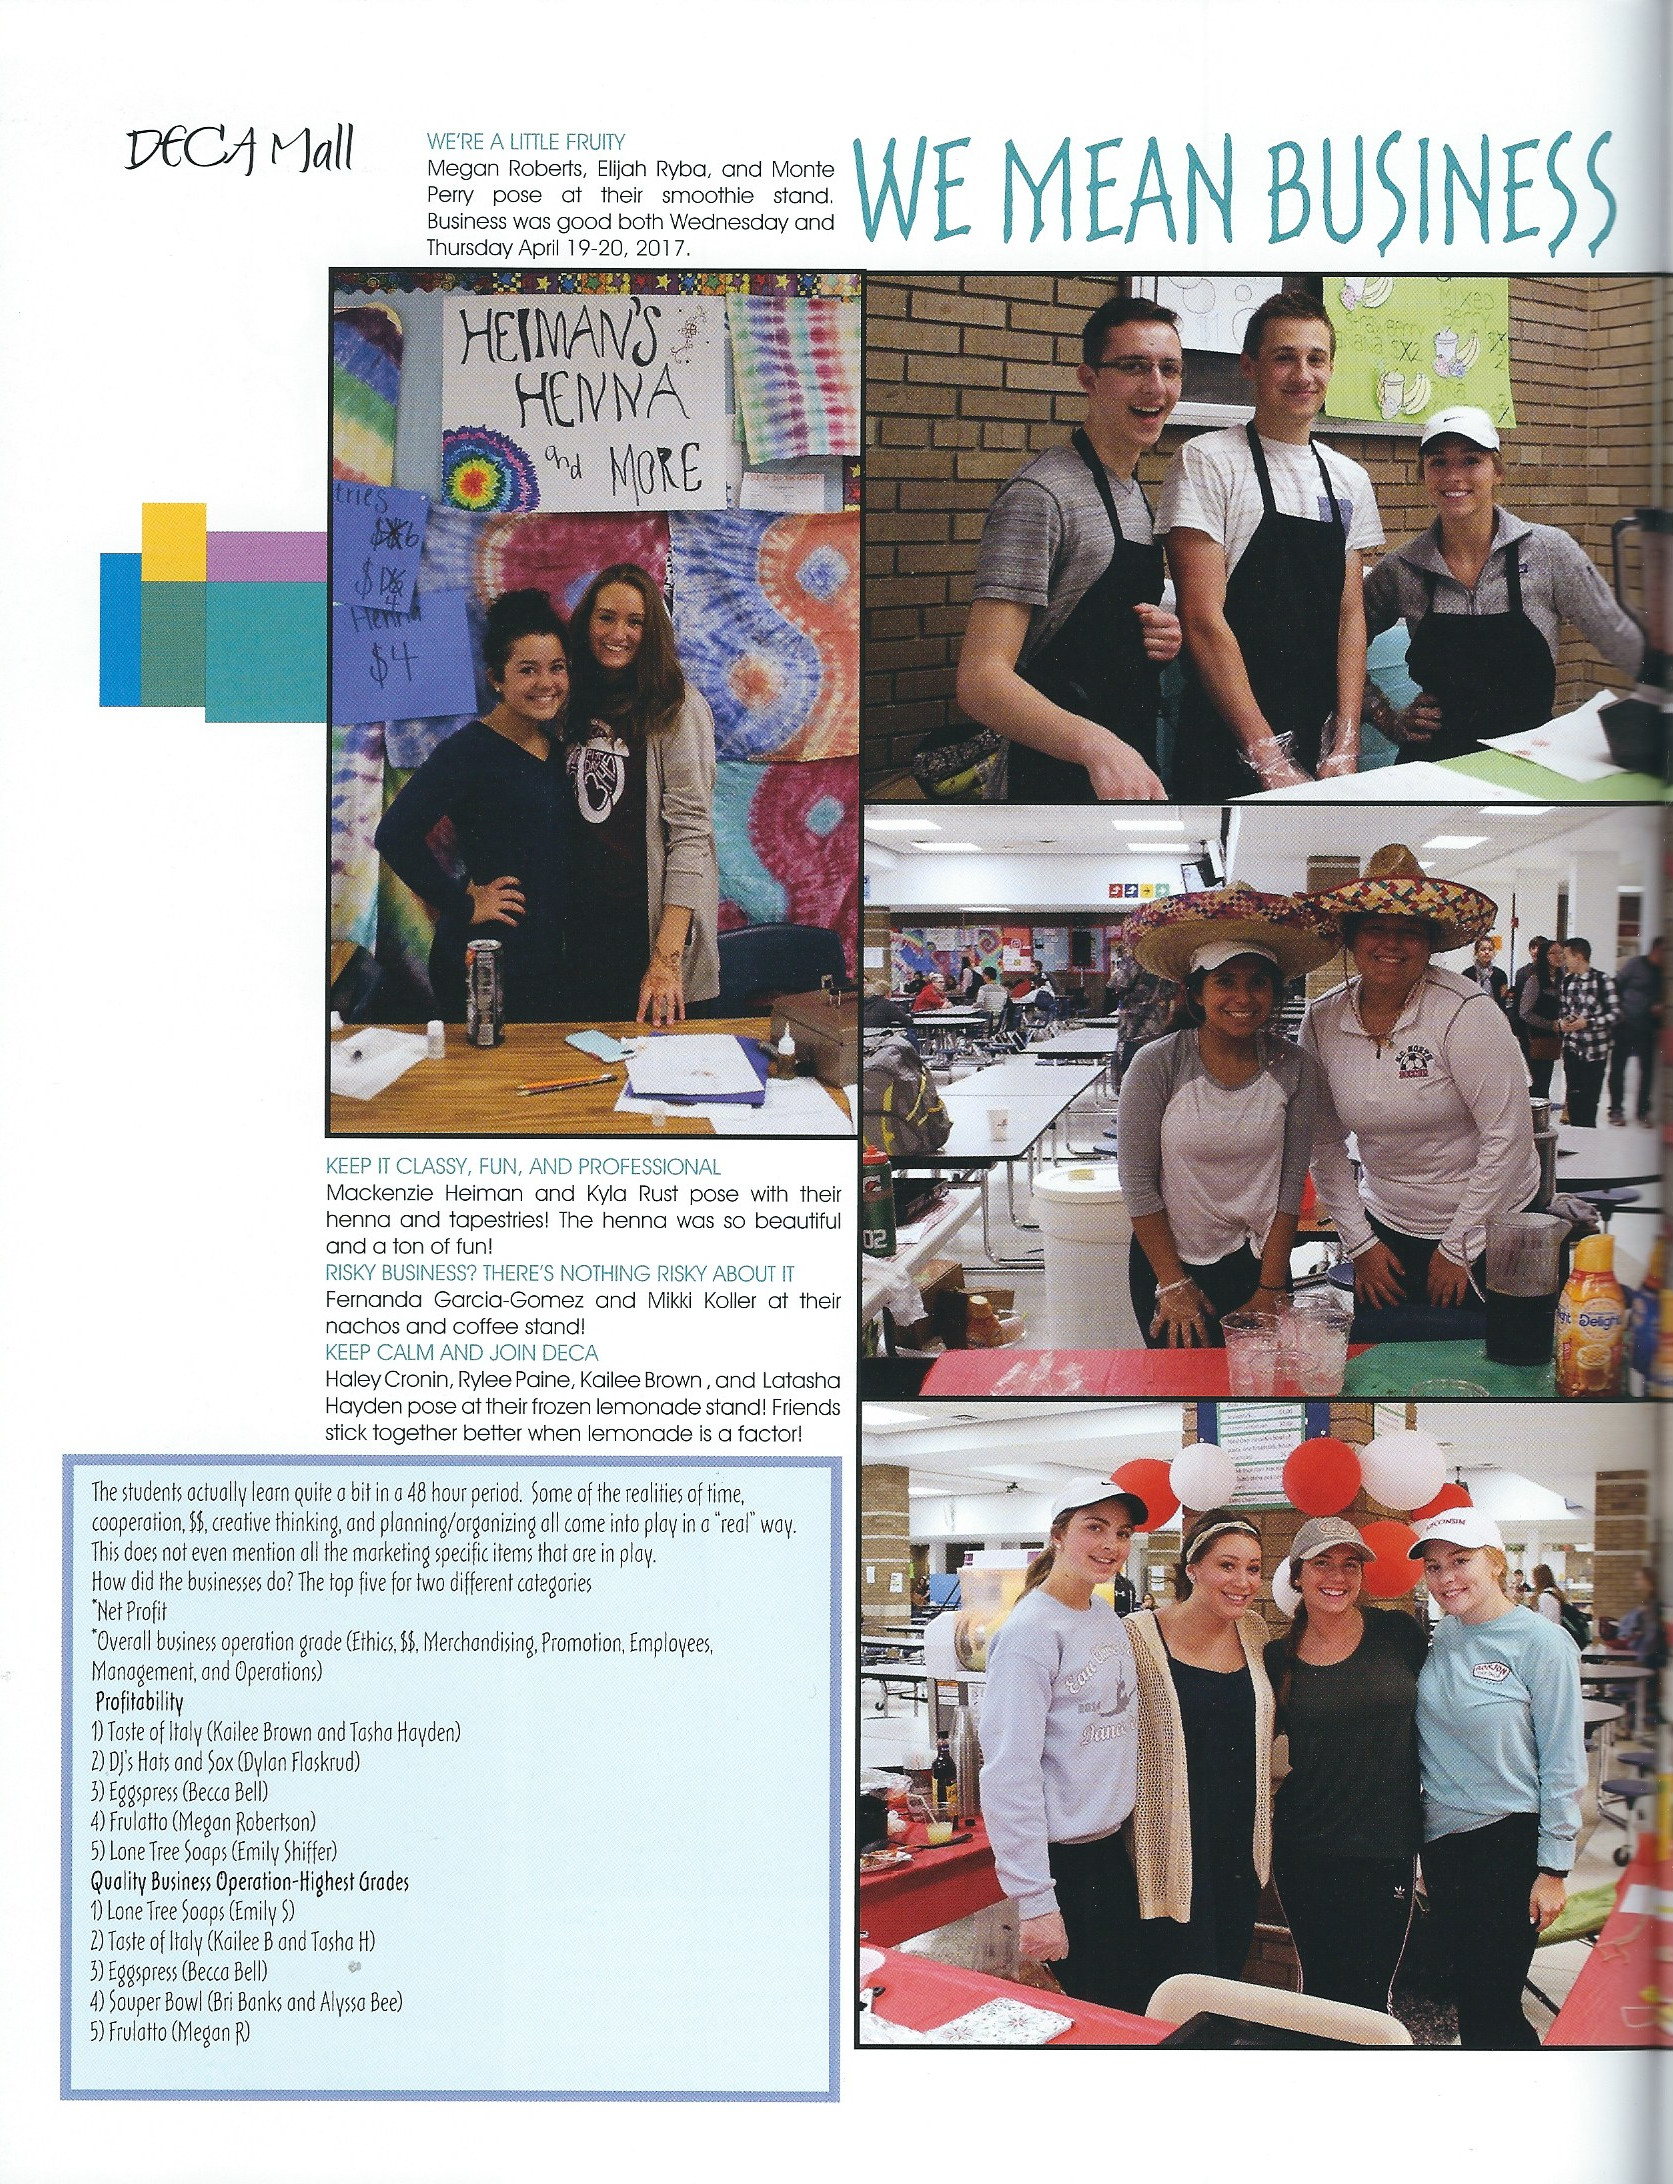 DECA Mall
WE'RE A LITTLE FRUITY
Megan Roberts, Elijah Ryba, and Monte
Perry pose at their smoothie stand.
Business was good both Wednesday and
Thursday April 19-20, 2017.
WE MEAN BUSINESS
HEIMAN'S
HENNA
and MORE
tries
Henna
$4
MIXED
BERRY
Delight
02
KEEP IT CLASSY, FUN, AND PROFESSIONAL
Mackenzie Heiman and Kyla Rust pose with their
henna and tapestries! The henna was so beautiful
and a ton of fun!
RISKY BUSINESS? THERE'S NOTHING RISKY ABOUT IT
Fernanda Garcia-Gomez and Mikki Koller at their
nachos and coffee stand!
KEEP CALM AND JOIN DECA
Haley Cronin, Rylee Paine, Kailee Brown , and Latasha
Hayden pose at their frozen lemonade stand! Friends
stick together better when lemonade is a factor!
The students actually learn quite a bit in a 48 hour period. Some of the realities of time,
cooperation, $$, creative thinking, and planning/organizing all come into play in a "real" way.
This does not even mention all the marketing specific items that are in play.
How did the businesses do? The top five for two different categories
*Net Profit
*Overall business operation grade (Ethics, $$, Merchandising, Promotion, Employees,
Management, and Operations)
Profitability
1) Taste of Italy (Kailee Brown and Tasha Hayden)
2) DJ's Hats and Sox (Dylan Flaskrud)
3) Eggspress (Becca Bell)
4) Frulatto (Megan Robertson)
5) Lone Tree Soaps (Emily Shiffer)
Quality Business Operation-Highest Grades
1) Lone Tree Soaps (Emily S)
2) Taste of Italy (Kailee B and Tasha H)
3) Eggspress (Becca Bell)
4) Souper Bowl (Bri Banks and Alyssa Bee)
5) Frulatto (Megan R)